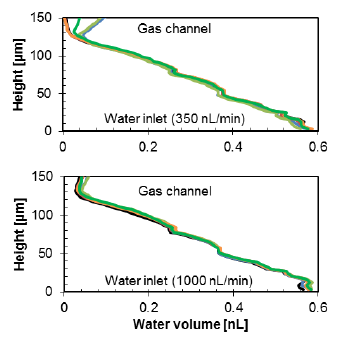 150
Gas channel
100
Height [µm]
50
Water inlet (350 nL/min)
0
0 0.2 0.4 0.6
150
Gas channel
100
Height [µm]
50
Water inlet (1000 nL/min)
0
0 0.2 0.4 0.6
Water volume [nL]